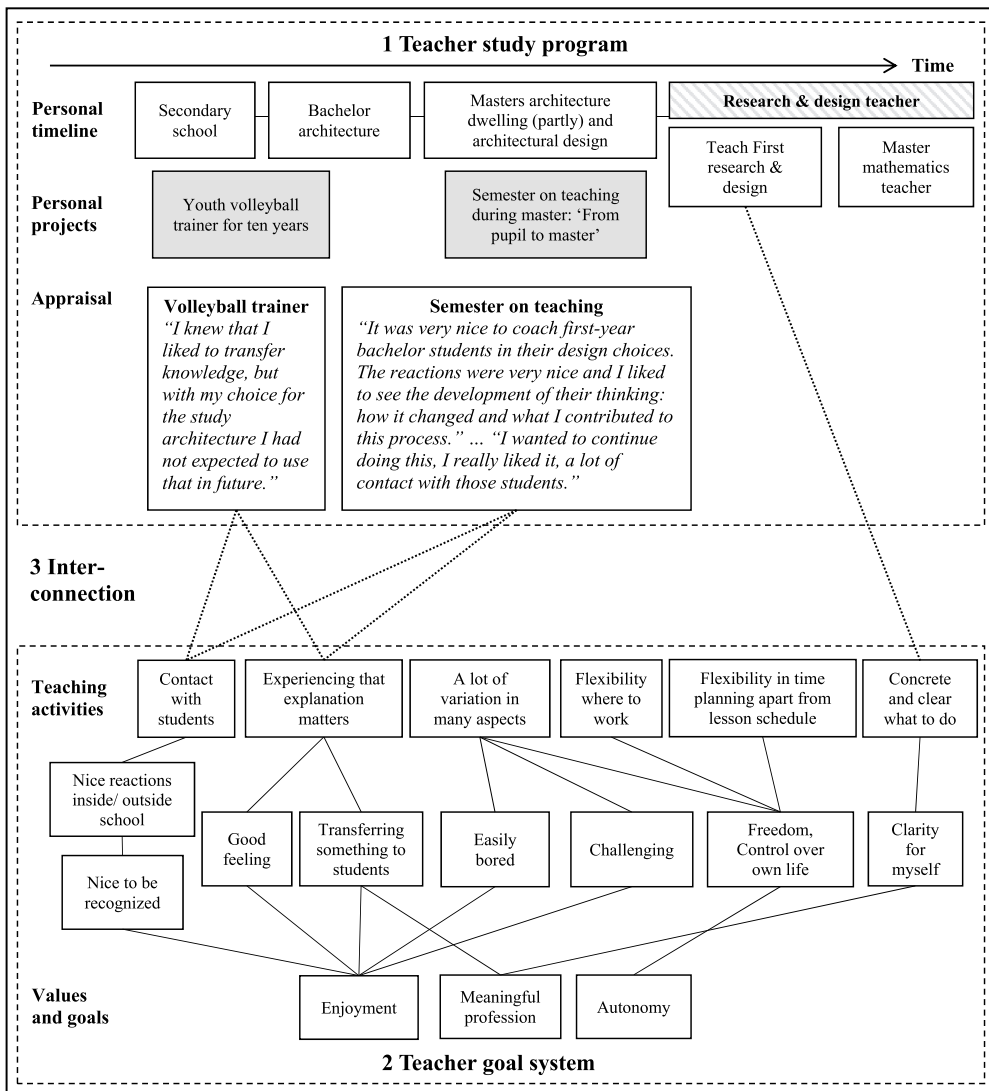 1 Teacher study program
Time
Personal
timeline
Secondary
school
Bachelor
architecture
Masters architecture
dwelling (partly) and
architectural design
Research & design teacher
Teach First
research &
design
Master
mathematics
teacher
Personal
projects
Youth volleyball
trainer for ten years
Semester on teaching
during master: ‘From
pupil to master’
Appraisal
Volleyball trainer
“I knew that I
liked to transfer
knowledge, but
with my choice for
the study
architecture I had
not expected to use
that in future.”
Semester on teaching
“It was very nice to coach first-year
bachelor students in their design choices.
The reactions were very nice and I liked
to see the development of their thinking:
how it changed and what I contributed to
this process.” … “I wanted to continue
doing this, I really liked it, a lot of
contact with those students.”
3 Inter-
connection
Teaching
activities
Contact
with
students
Experiencing that
explanation
matters
A lot of
variation in
many aspects
Flexibility
where to
work
Flexibility in time
planning apart from
lesson schedule
Concrete
and clear
what to do
Nice reactions
inside/ outside
school
Good
feeling
Transferring
something to
students
Easily
bored
Challenging
Freedom,
Control over
own life
Clarity
for
myself
Nice to be
recognized
Values
and goals
Enjoyment
Meaningful
profession
Autonomy
2 Teacher goal system